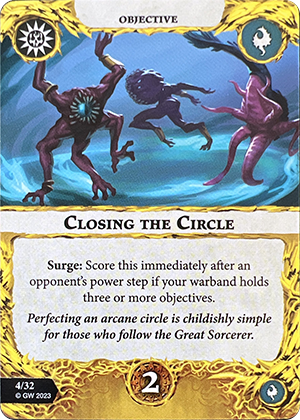 OBJECTIVE
CLOSING THE CIRCLE
Surge: Score this immediately after an
opponent's power step if your warband holds
three or more objectives.
Perfecting an arcane circle is childishly simple
for those who follow the Great Sorcerer.
4/32
© GW 2023
2